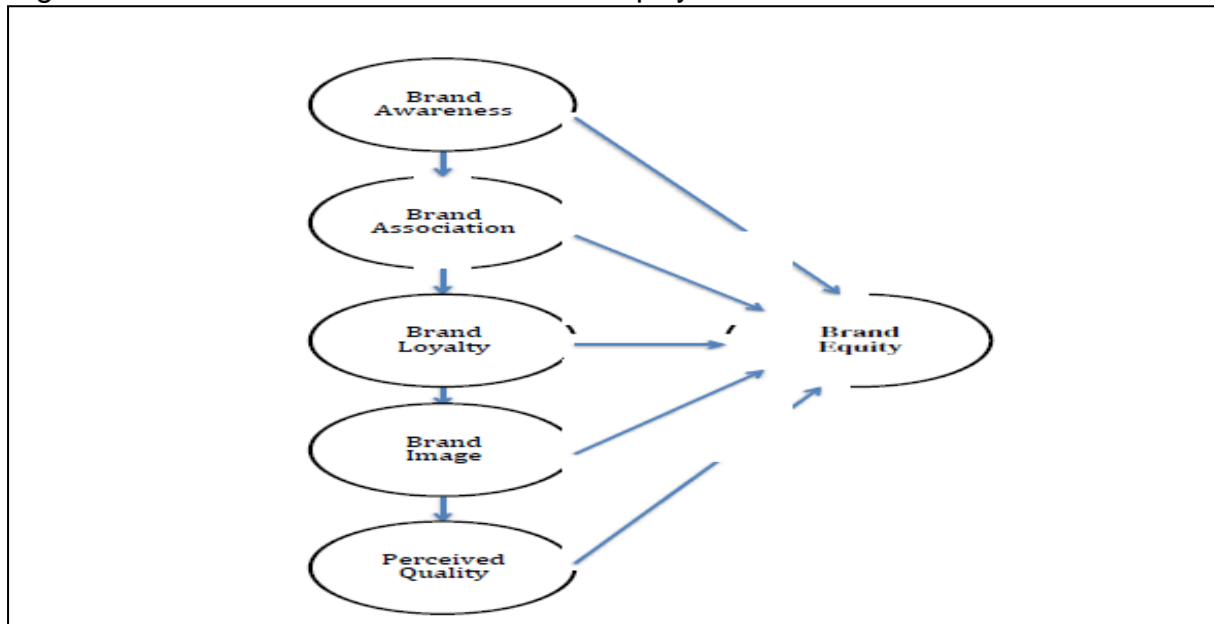 Brand
Awareness
Brand
Association
Brand
Loyalty
Brand
Equity
Brand
Image
Perceived
Quality